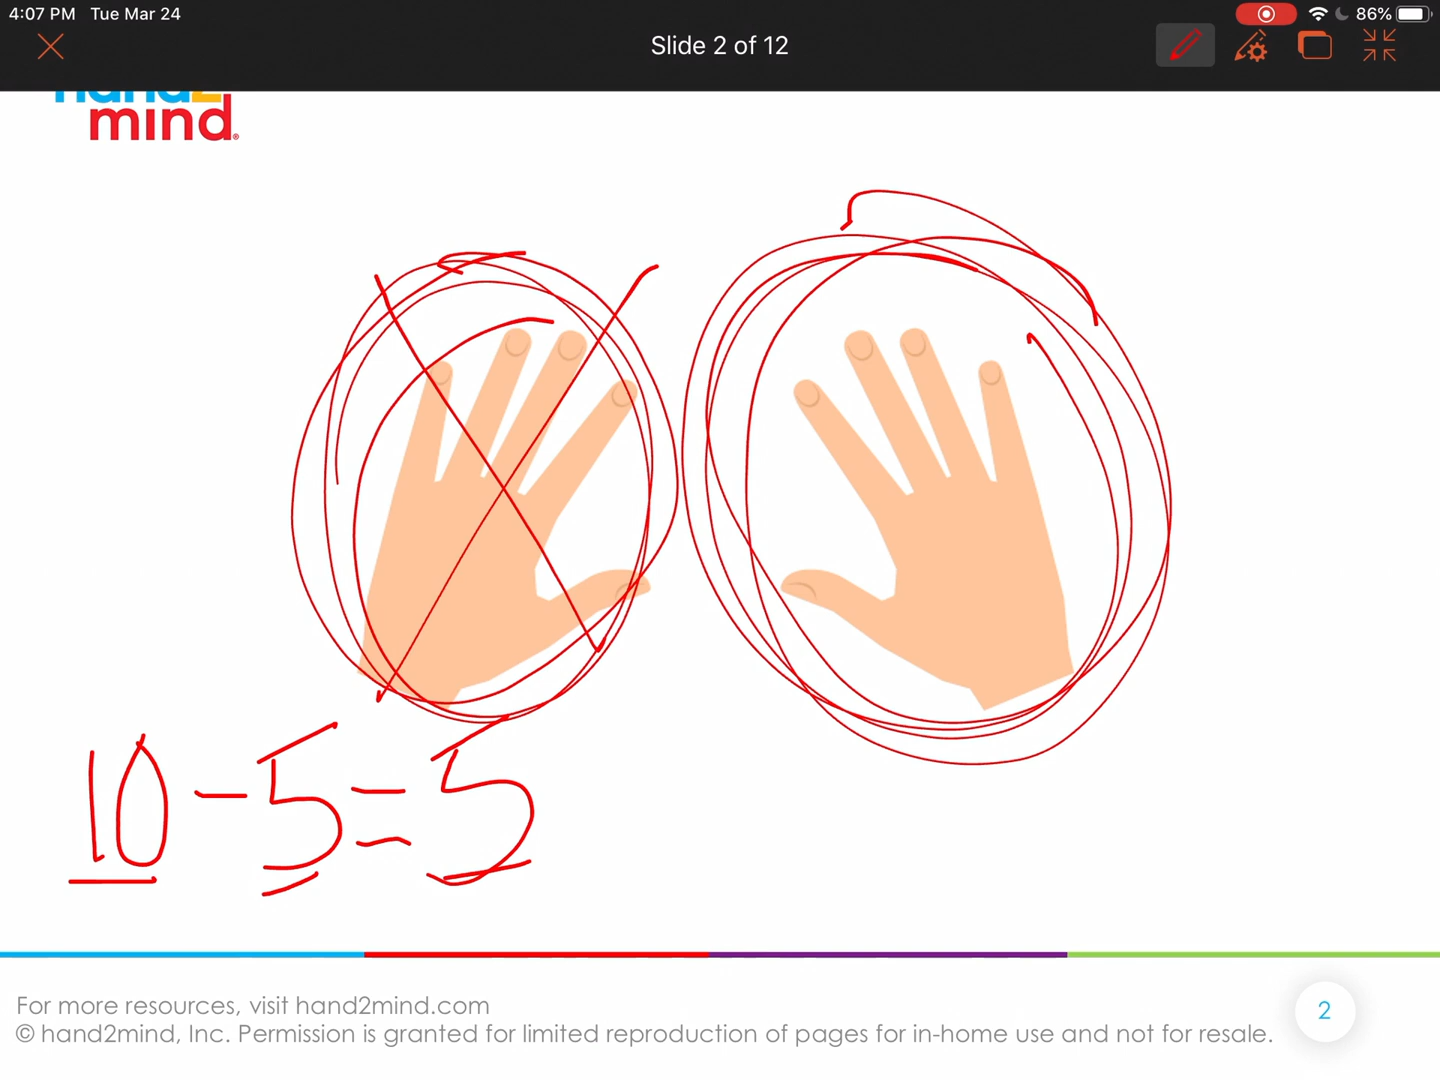 4:07 PM Tue Mar 24
86%
Slide 2 of 12
hand2
mind®
10-5=5
For more resources, visit hand2mind.com
2
© hand2mind, Inc. Permission is granted for limited reproduction of pages for in-home use and not for resale.